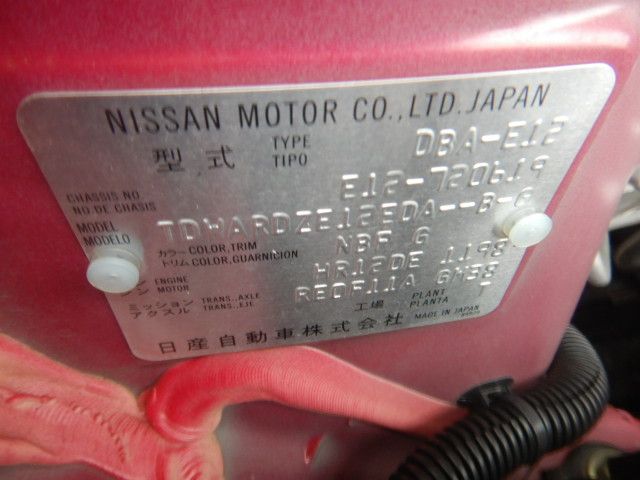 NISSAN MOTOR CO.,LTD.JAPAN
型式 TYPE TIPO DBA-E12
CHASSIS NO. NO DE CHASIS E12-720619
MODEL MODELO TDWARDZE12EDA--B-
カラー COLOR,TRIM トリム COLOR,GUARNICION NBF G
ENGINE MOTOR HR12DE 1198
ミッション アクスル TRANS.,AXLE TRANS.,EJE RE0F11A GM38
工場 PLANT PLANTA -
日産自動車株式会社 MADE IN JAPAN